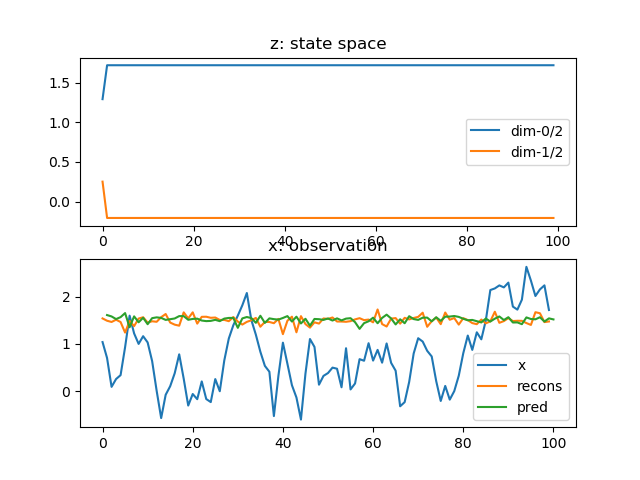 z: state space
1.5
1.0
0.5
0.0
dim-0/2
dim-1/2
0 20 40 60 80 100
x: observation
2
1
0
x
recons
pred
0 20 40 60 80 100